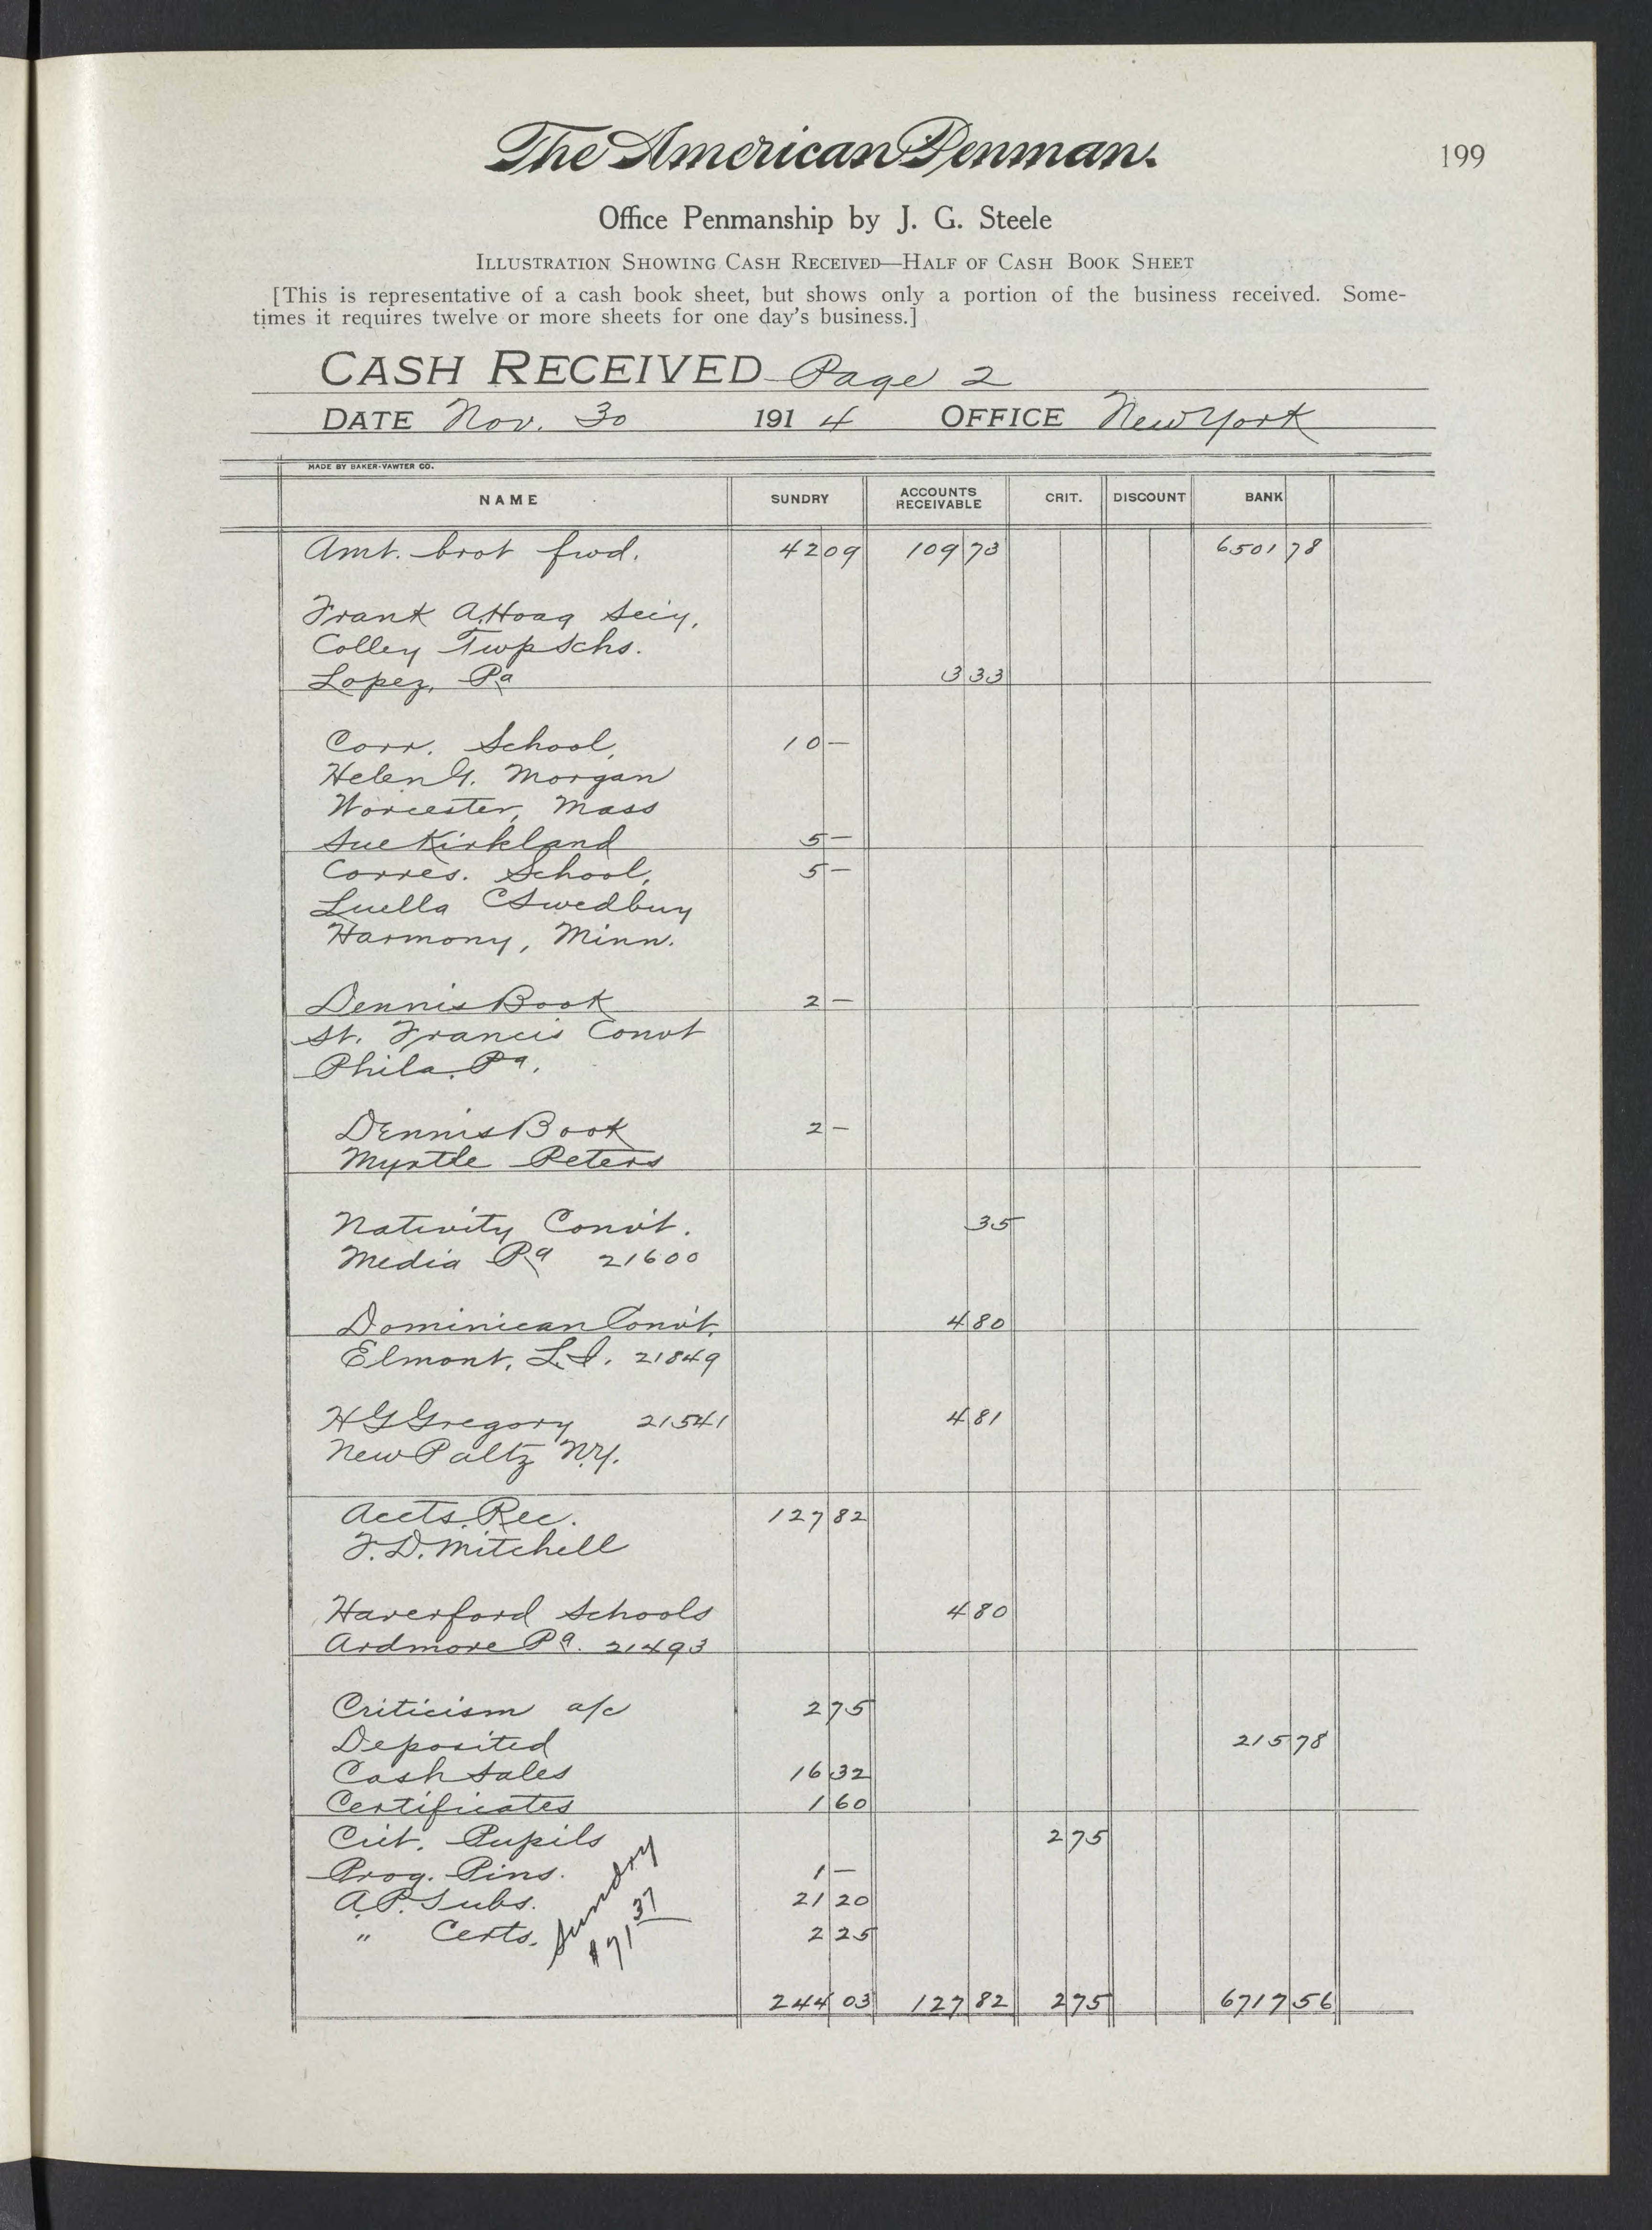 The American Penman.
199
Office Penmanship by J. G. Steele
Illustration Showing Cash Received—Half of Cash Book Sheet
[This is representative of a cash book sheet, but shows only a portion of the business received. Some-
times it requires twelve or more sheets for one day's business.]
CASH RECEIVED Page 2
DATE Nov. 30 1914 OFFICE New York
MADE BY BAKER-VAWTER CO.
NAME SUNDRY ACCOUNTS RECEIVABLE CRIT. DISCOUNT BANK
Amt. brot fwd. 42 09 109 73 6501 78
Frank A. Hoag Secy,
Colley Twp Schs.
Lopez, Pa 3 33
Corr. School, 10 —
Helen G. Morgan
Worcester, Mass
Sue Kirkland 5 —
Corres. School, 5 —
Luella C Swedbury
Harmony, Minn.
Dennis Book 2 —
St. Francis Convt
Phila. Pa.
Dennis Book 2 —
Myrtle Peters
Nativity Conv't. 35
Media Pa 21600
Dominican Conv't. 4 80
Elmont, L.I. 21849
H G Gregory 21541 4 81
New Paltz N.Y.
Accts. Rec. 127 82
F. D. Mitchell
Haverford Schools 4 80
Ardmore Pa. 21493
Criticism a/c 2 75
Deposited 215 78
Cash Sales 16 32
Certificates 1 60
Crit. Pupils 2 75
Prog. Pins. 1 —
A.P. Subs. 21 20
" Certs. 2 25
Sundry
$71 37
244 03 127 82 2 75 6717 56